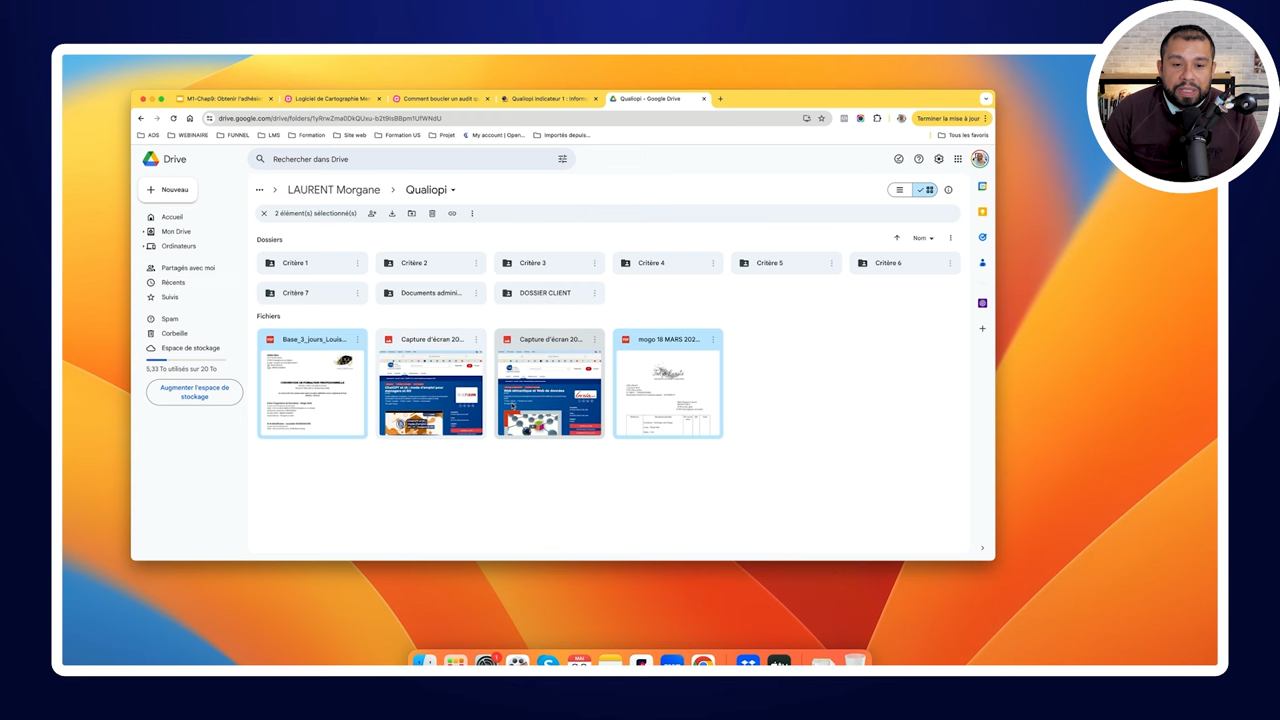 M1-Chap9: Obtenir l'adhésion
Logiciel de Cartographie Men
Comment boucler un audit q
Qualiopi Indicateur 1 : Inform
Qualiopi - Google Drive
drive.google.com/drive/folders/
Terminer la mise à jour
ADS
WEBINAIRE
FUNNEL
LMS
Formation
Site web
Formation US
Projet
My account | Open...
Importés depuis...
Tous les favoris
Drive
Rechercher dans Drive
Nouveau
LAURENT Morgane
Qualiopi
2 élément(s) sélectionné(s)
Accueil
Mon Drive
Ordinateurs
Partagés avec moi
Récents
Suivis
Spam
Corbeille
Espace de stockage
5,33 To utilisés sur 20 To
Augmenter l'espace de
stockage
Dossiers
Nom
Critère 1
Critère 2
Critère 3
Critère 4
Critère 5
Critère 6
Critère 7
Documents admini...
DOSSIER CLIENT
Fichiers
Base_3_jours_Louis...
Capture d'écran 20...
Capture d'écran 20...
mogo 18 MARS 202...
MAI